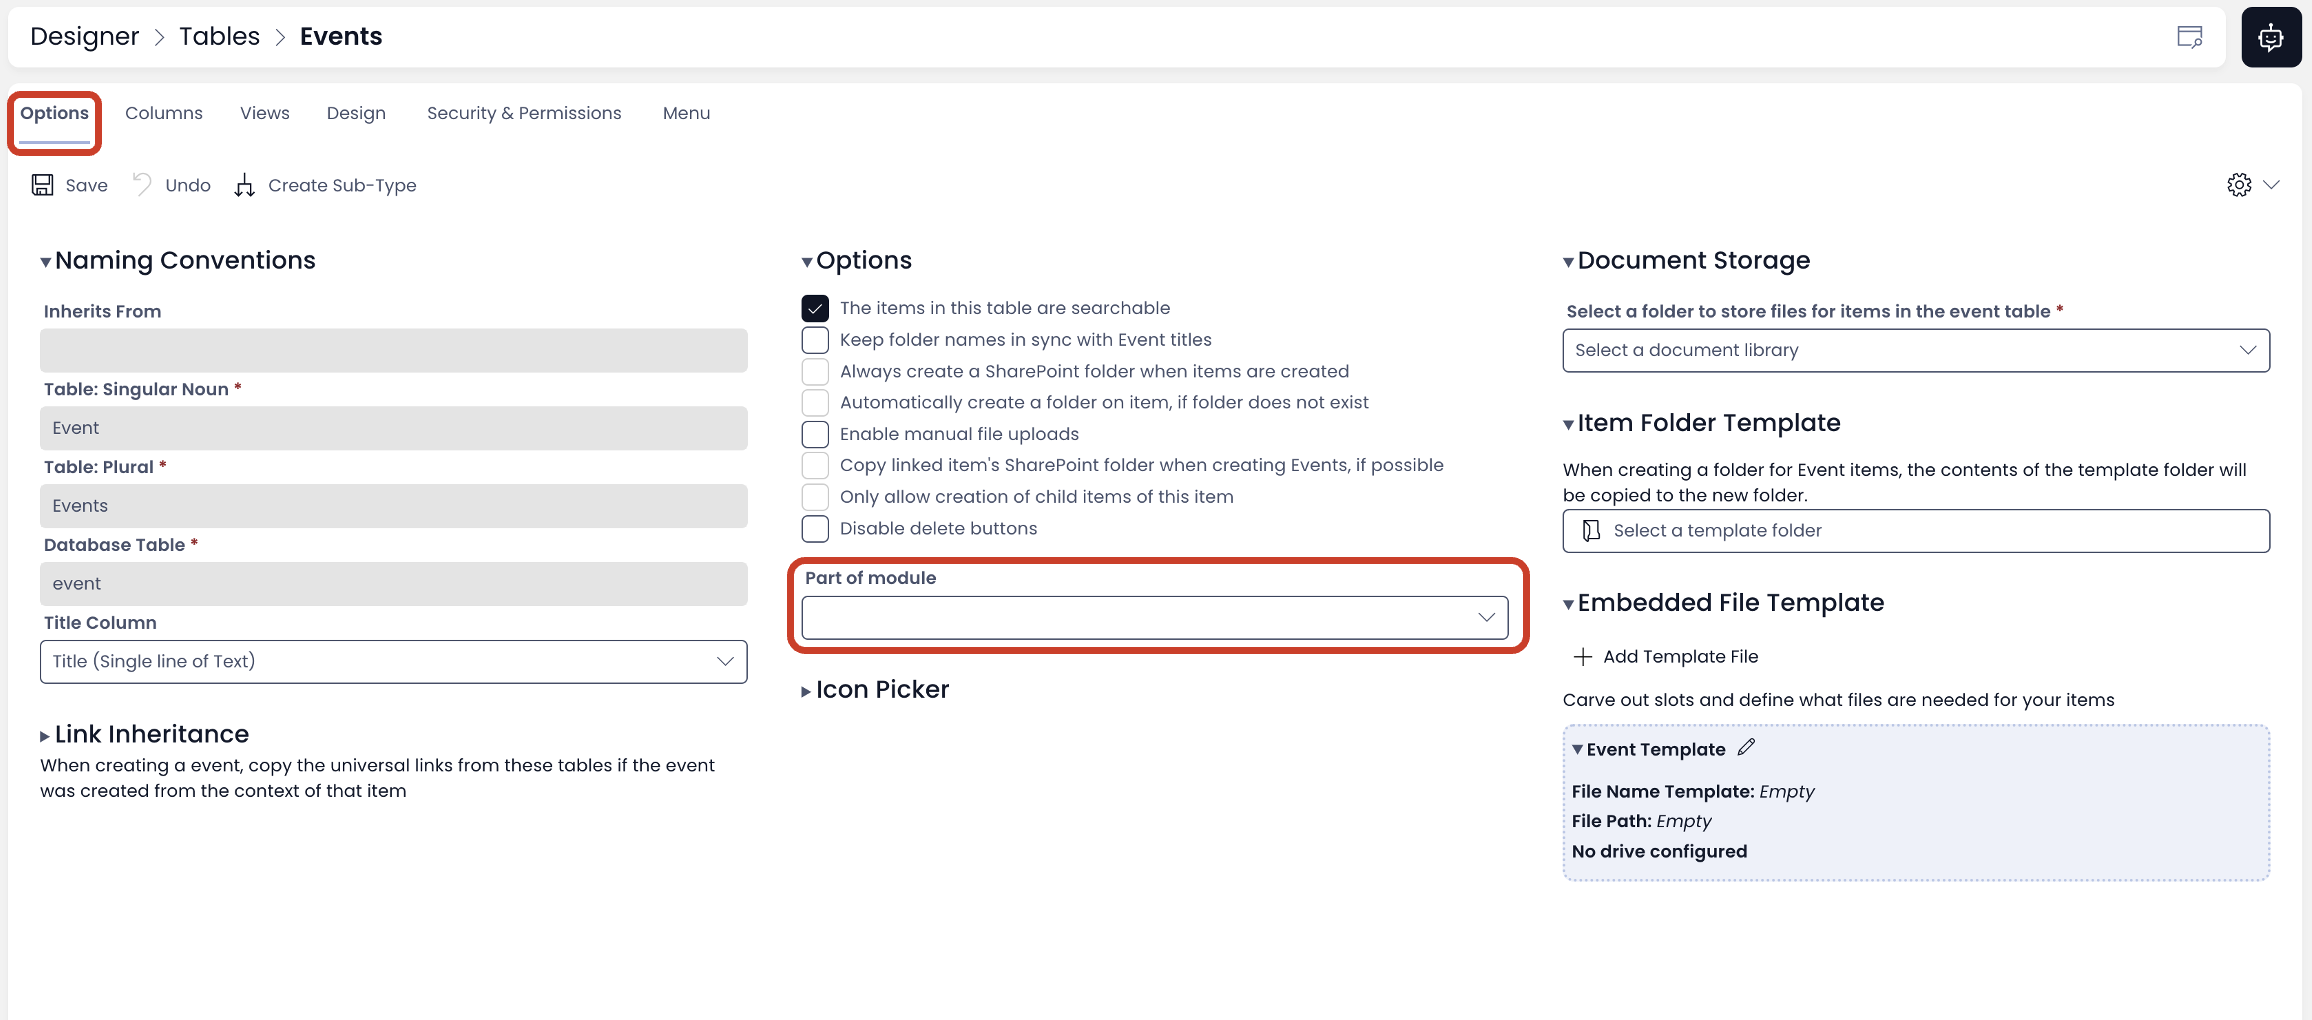 Designer > Tables > Events
Options Columns Views Design Security & Permissions Menu
Save Undo Create Sub-Type
Naming Conventions
Inherits From
Table: Singular Noun *
Event
Table: Plural *
Events
Database Table *
event
Title Column
Title (Single line of Text)
Link Inheritance
When creating a event, copy the universal links from these tables if the event
was created from the context of that item
Options
The items in this table are searchable
Keep folder names in sync with Event titles
Always create a SharePoint folder when items are created
Automatically create a folder on item, if folder does not exist
Enable manual file uploads
Copy linked item's SharePoint folder when creating Events, if possible
Only allow creation of child items of this item
Disable delete buttons
Part of module
Icon Picker
Document Storage
Select a folder to store files for items in the event table *
Select a document library
Item Folder Template
When creating a folder for Event items, the contents of the template folder will
be copied to the new folder.
Select a template folder
Embedded File Template
Add Template File
Carve out slots and define what files are needed for your items
Event Template
File Name Template: Empty
File Path: Empty
No drive configured